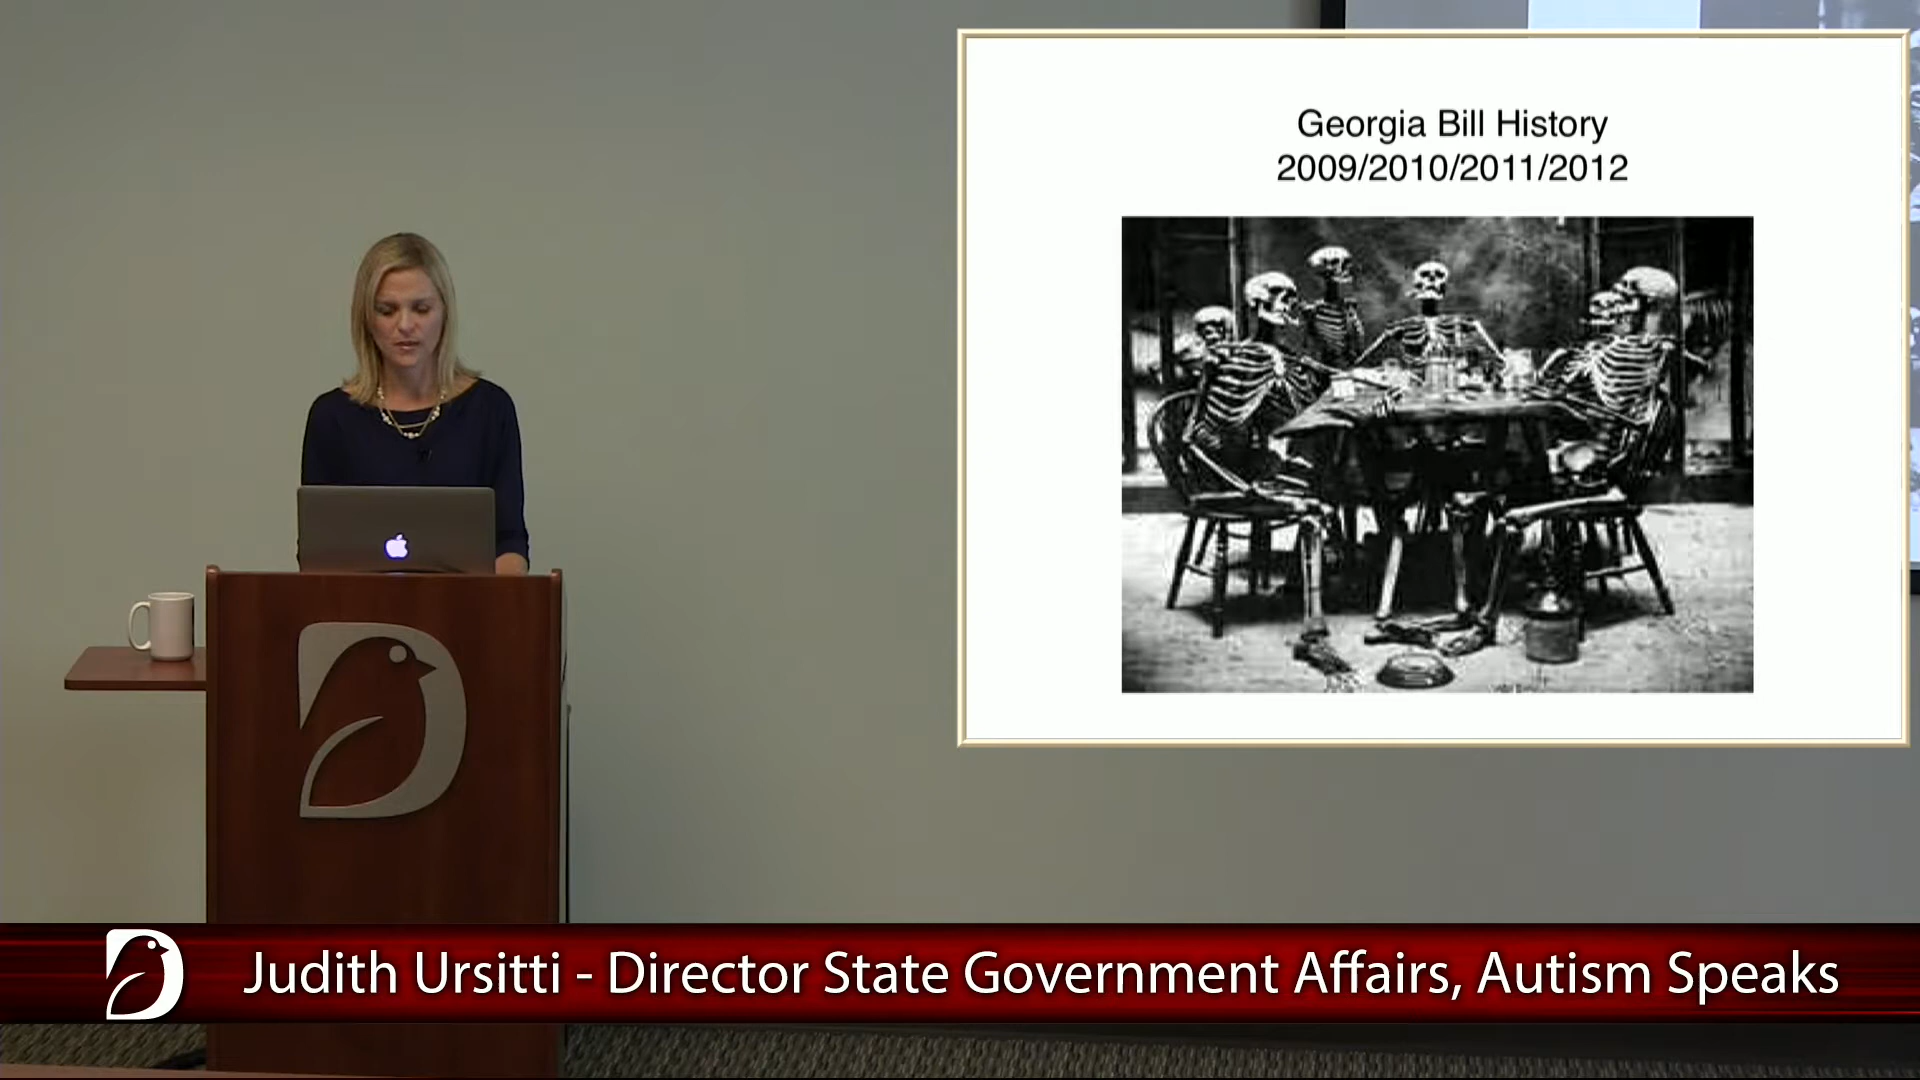 Georgia Bill History
2009/2010/2011/2012
Judith Ursitti - Director State Government Affairs, Autism Speaks